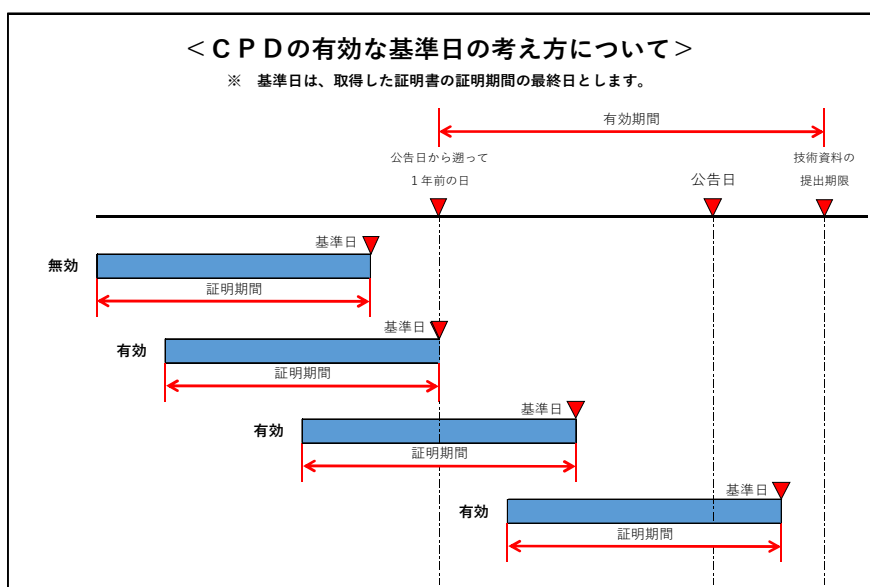 ＜ＣＰＤの有効な基準日の考え方について＞
※　基準日は、取得した証明書の証明期間の最終日とします。
有効期間
公告日から遡って
１年前の日
公告日
技術資料の
提出期限
基準日
無効
証明期間
基準日
有効
証明期間
基準日
有効
証明期間
基準日
有効
証明期間